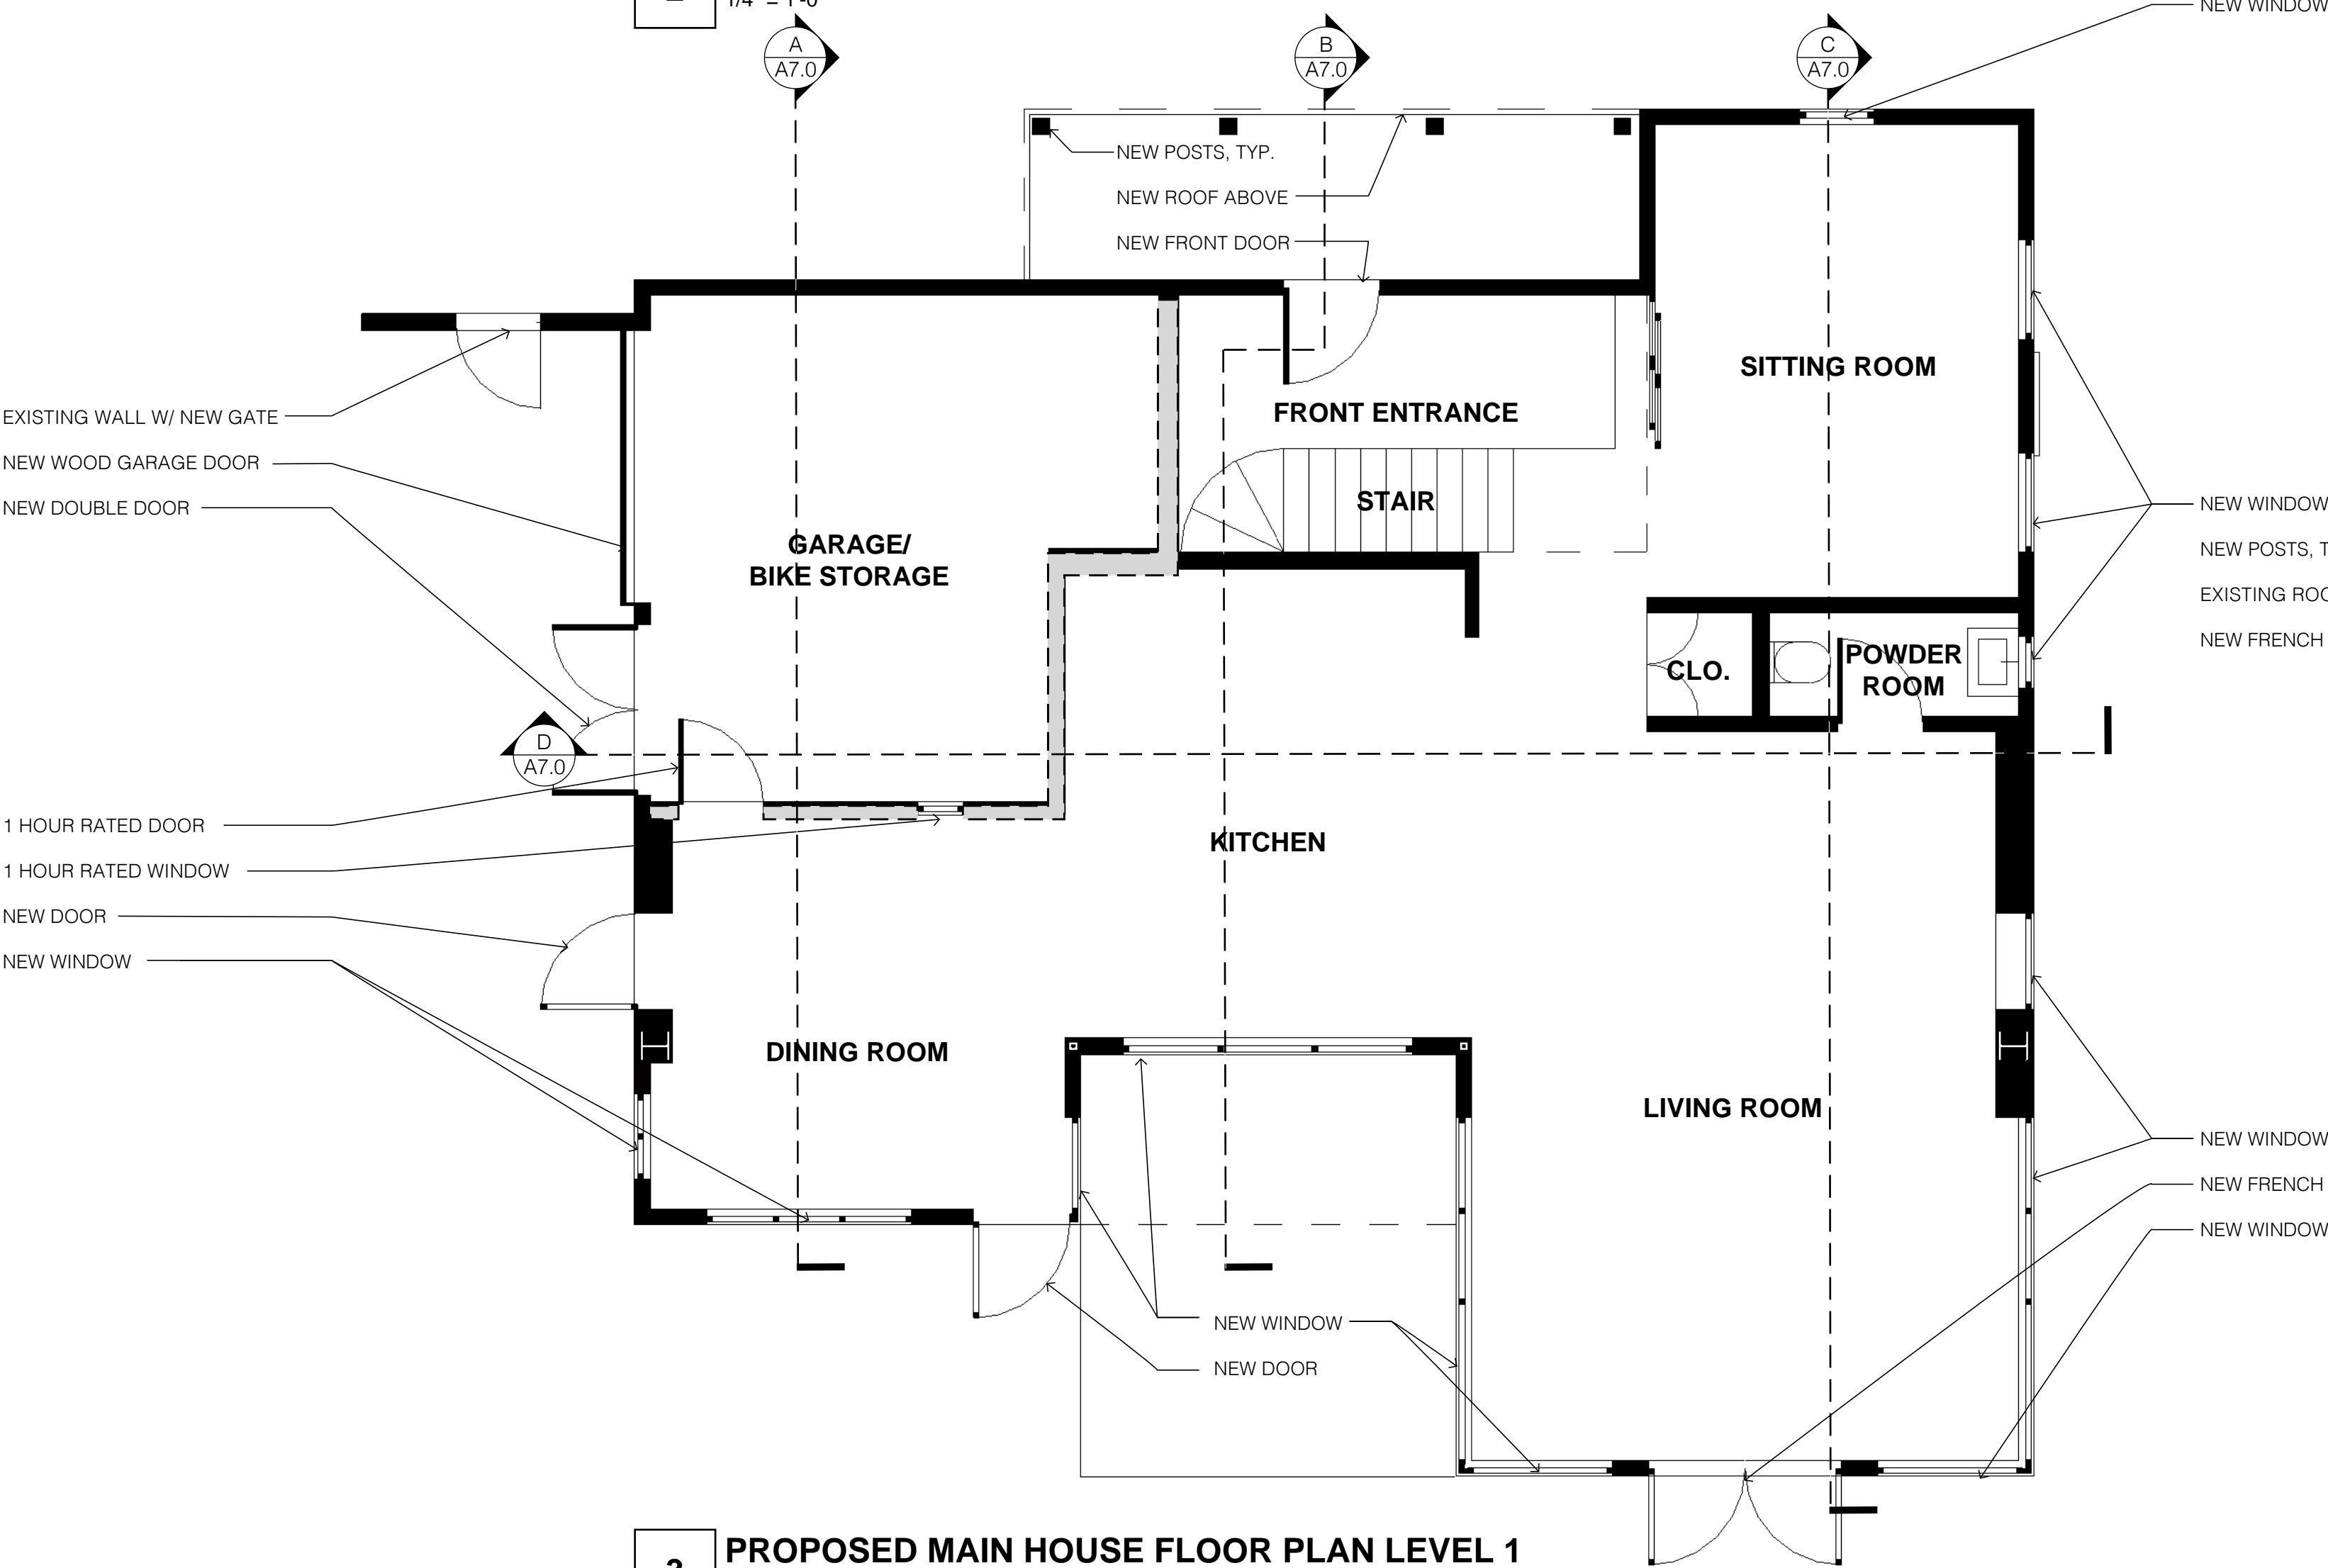 1/4" = 1'-0"
NEW WINDOW
A
A7.0
B
A7.0
C
A7.0
NEW POSTS, TYP.
NEW ROOF ABOVE
NEW FRONT DOOR
SITTING ROOM
FRONT ENTRANCE
EXISTING WALL W/ NEW GATE
NEW WOOD GARAGE DOOR
NEW DOUBLE DOOR
STAIR
GARAGE/
BIKE STORAGE
NEW WINDOW
NEW POSTS, T
EXISTING ROO
NEW FRENCH
CLO.
POWDER
ROOM
D
A7.0
1 HOUR RATED DOOR
1 HOUR RATED WINDOW
NEW DOOR
NEW WINDOW
KITCHEN
DINING ROOM
LIVING ROOM
NEW WINDOW
NEW FRENCH
NEW WINDOW
NEW WINDOW
NEW DOOR
PROPOSED MAIN HOUSE FLOOR PLAN LEVEL 1